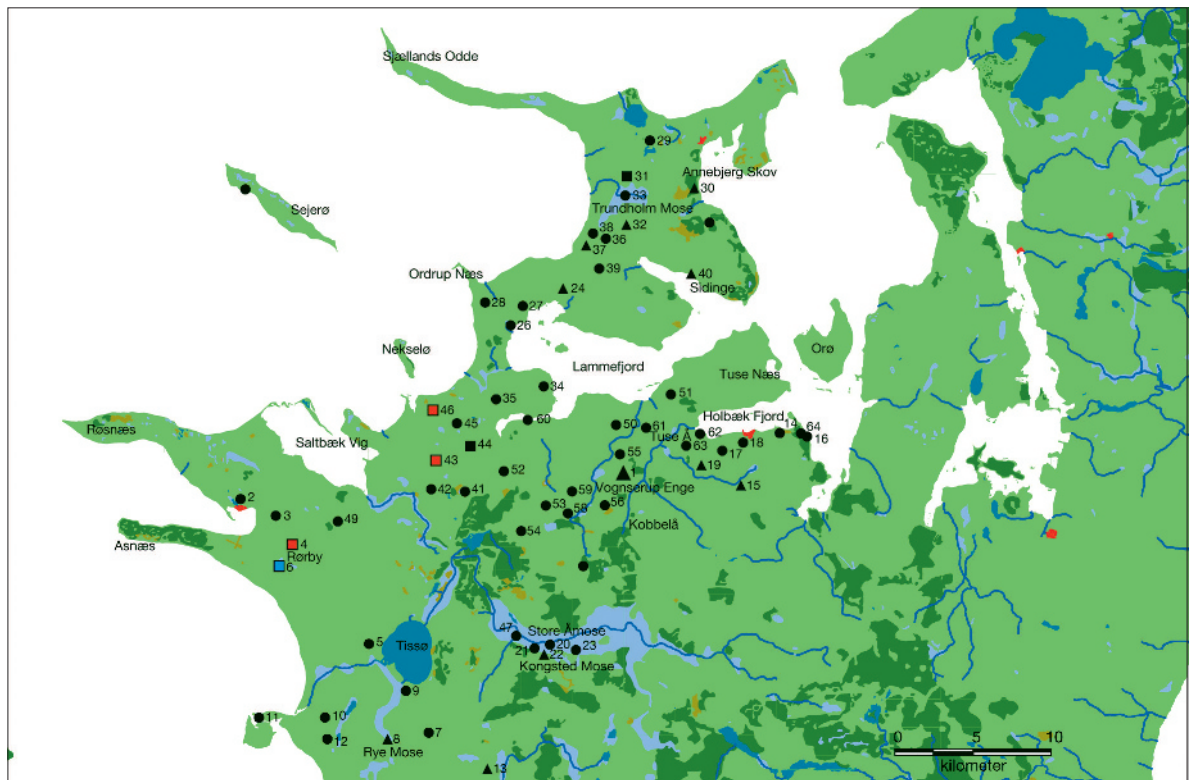 Sjællands Odde
29
Annebjerg Skov
31
30
33
Trundholm Mose
Sejerø
32
38
36
37
39
40
Ordrup Næs
24
Sidinge
28
27
26
Nekselø
Lammefjord
Orø
34
Tuse Næs
35
51
46
45
60
Holbæk Fjord
Røsnæs
Saltbæk Vig
50
61
62
14
64
44
Tuse Å
18
16
43
55
63
17
52
1
19
2
42
41
59
Vognserup Enge
15
3
49
53
58
56
Asnæs
54
Kobbelå
4
Rørby
6
47
Store Åmose
5
Tissø
21
20
23
22
Kongsted Mose
9
11
10
12
8
7
Rye Mose
13
0
10
kilometer